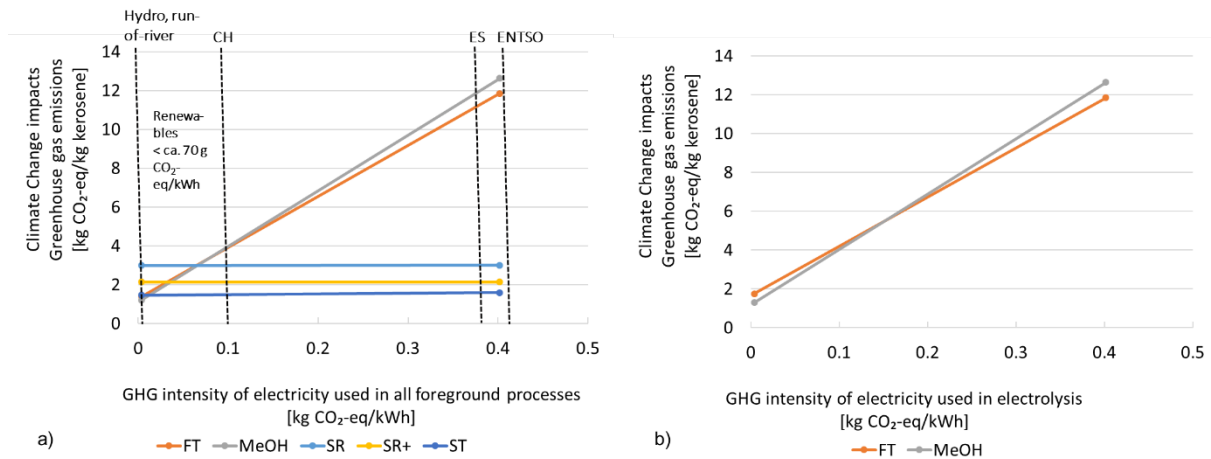 Hydro, run-
of-river
CH
ES
ENTSO
14
12
10
8
6
4
2
0
Climate Change impacts
Greenhouse gas emissions
[kg CO₂-eq/kg kerosene]
Renewa-
bles
< ca. 70 g
CO₂-
eq/kWh
0
0.1
0.2
0.3
0.4
0.5
GHG intensity of electricity used in all foreground processes
[kg CO₂-eq/kWh]
a)
FT
MeOH
SR
SR+
ST
14
12
10
8
6
4
2
0
Climate Change impacts
Greenhouse gas emissions
[kg CO₂-eq/kg kerosene]
0
0.1
0.2
0.3
0.4
0.5
GHG intensity of electricity used in electrolysis
[kg CO₂-eq/kWh]
b)
FT
MeOH